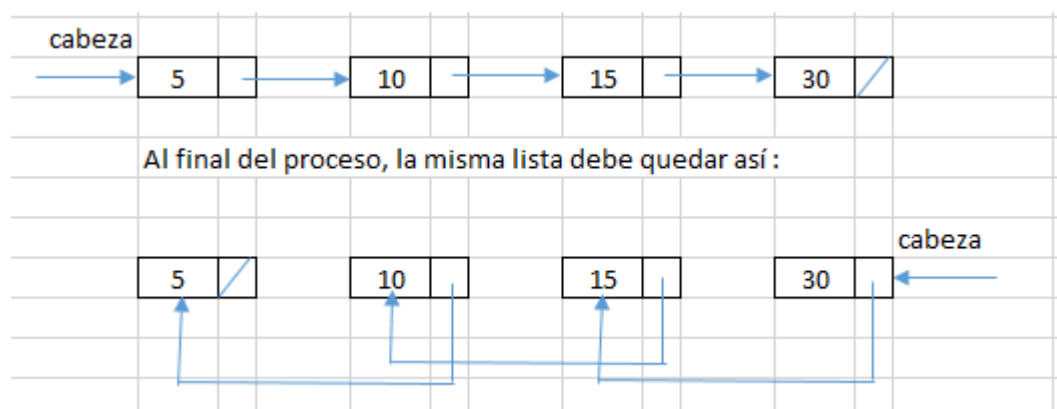 cabeza
5 10 15 30
Al final del proceso, la misma lista debe quedar así :
cabeza
5 10 15 30